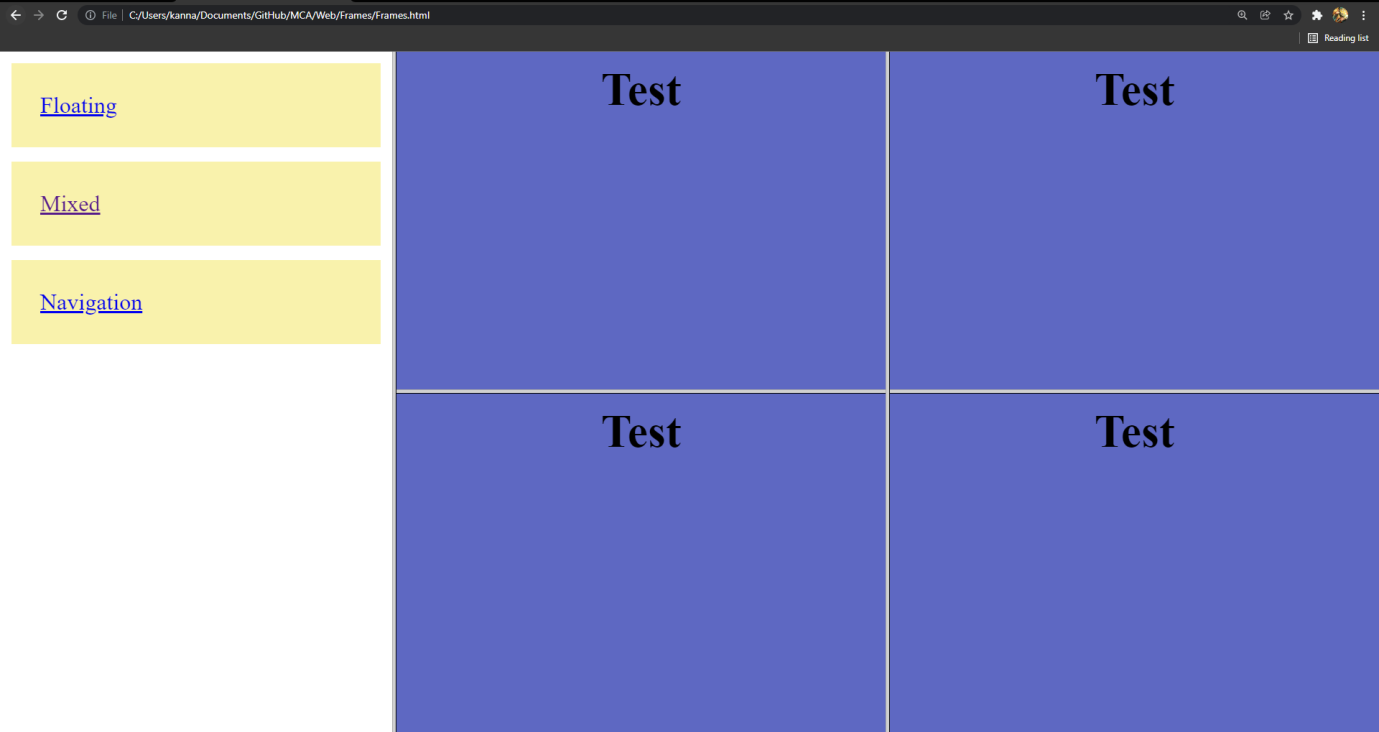 File
C:/Users/kanna/Documents/GitHub/MCA/Web/Frames/Frames.html
Reading list
Floating
Mixed
Navigation
Test
Test
Test
Test